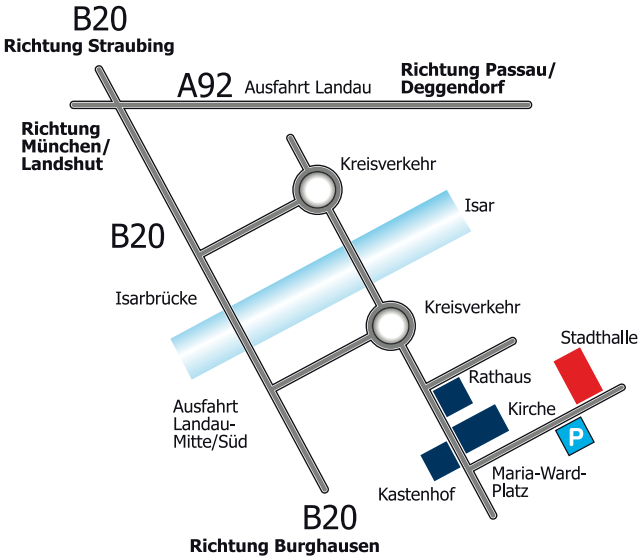 B20
Richtung Straubing
A92 Ausfahrt Landau
Richtung Passau/
Deggendorf
Richtung
München/
Landshut
Kreisverkehr
Isar
B20
Isarbrücke
Kreisverkehr
Stadthalle
Rathaus
Kirche
Ausfahrt
Landau-
Mitte/Süd
P
Maria-Ward-
Platz
Kastenhof
B20
Richtung Burghausen